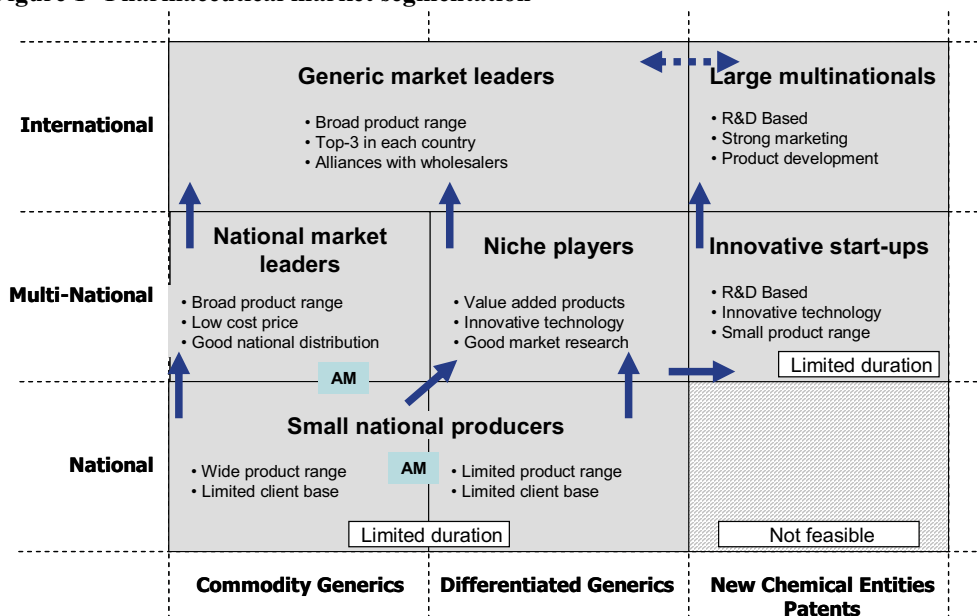 Figure Pharmaceutical market segmentation
International
Generic market leaders
• Broad product range
• Top-3 in each country
• Alliances with wholesalers
Large multinationals
• R&D Based
• Strong marketing
• Product development
Multi-National
National market
leaders
• Broad product range
• Low cost price
• Good national distribution
AM
Niche players
• Value added products
• Innovative technology
• Good market research
Innovative start-ups
• R&D Based
• Innovative technology
• Small product range
Limited duration
National
Small national producers
• Wide product range
• Limited client base
AM
• Limited product range
• Limited client base
Limited duration
Not feasible
Commodity Generics
Differentiated Generics
New Chemical Entities
Patents